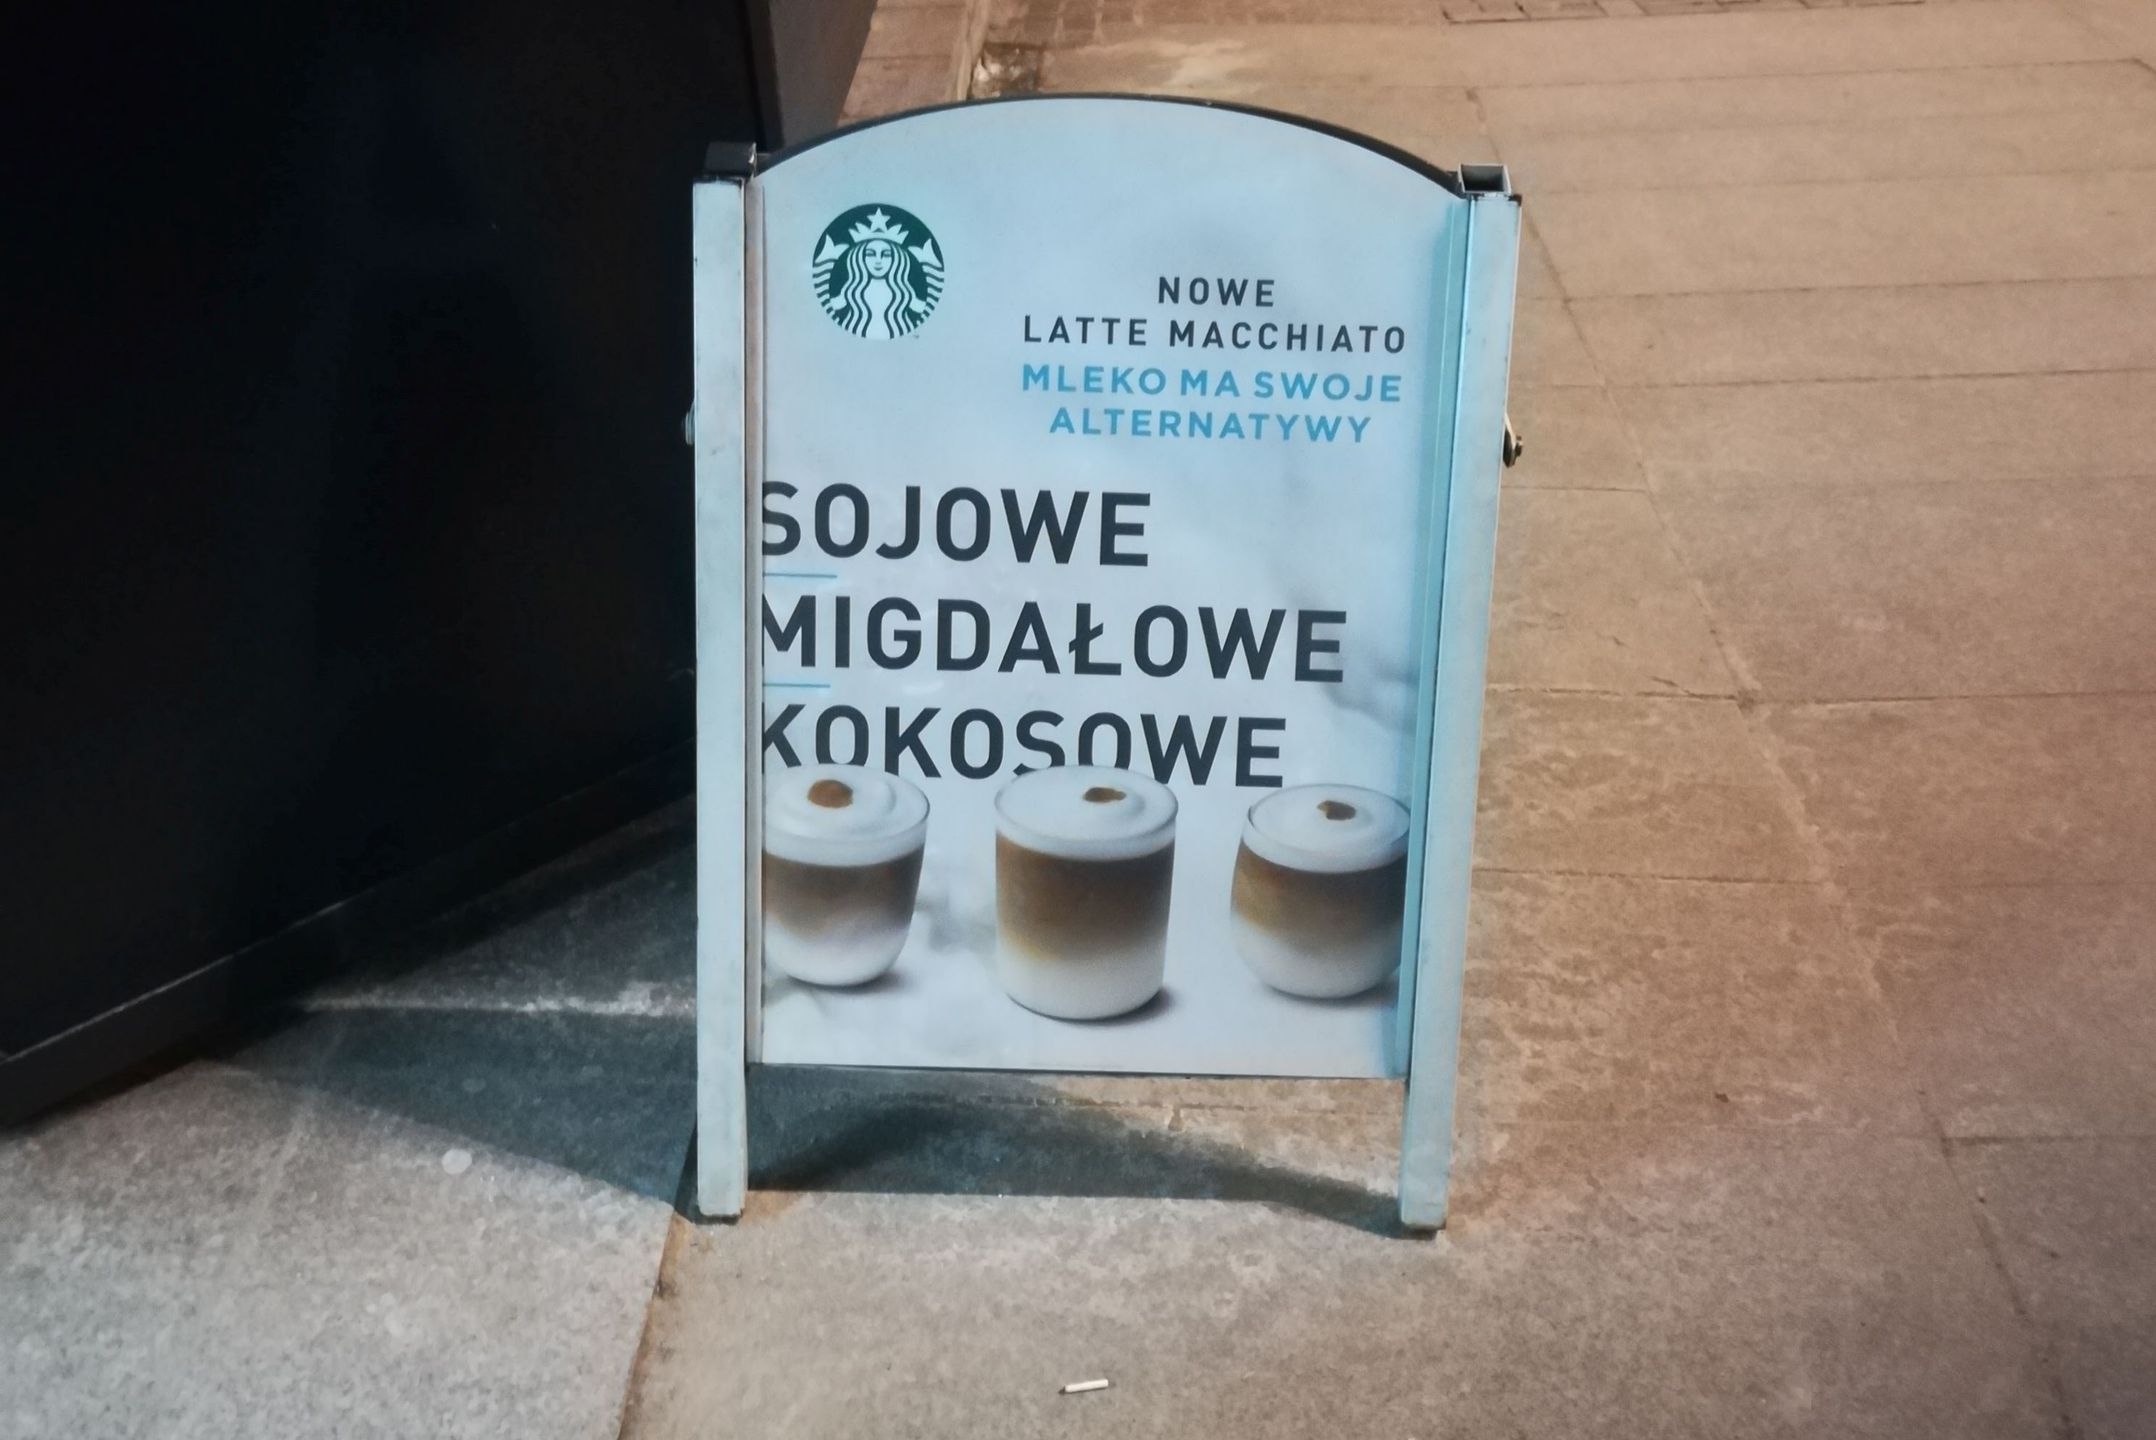 NOWE
LATTE MACCHIATO
MLEKO MA SWOJE
ALTERNATYWY
SOJOWE
MIGDAŁOWE
KOKOSOWE